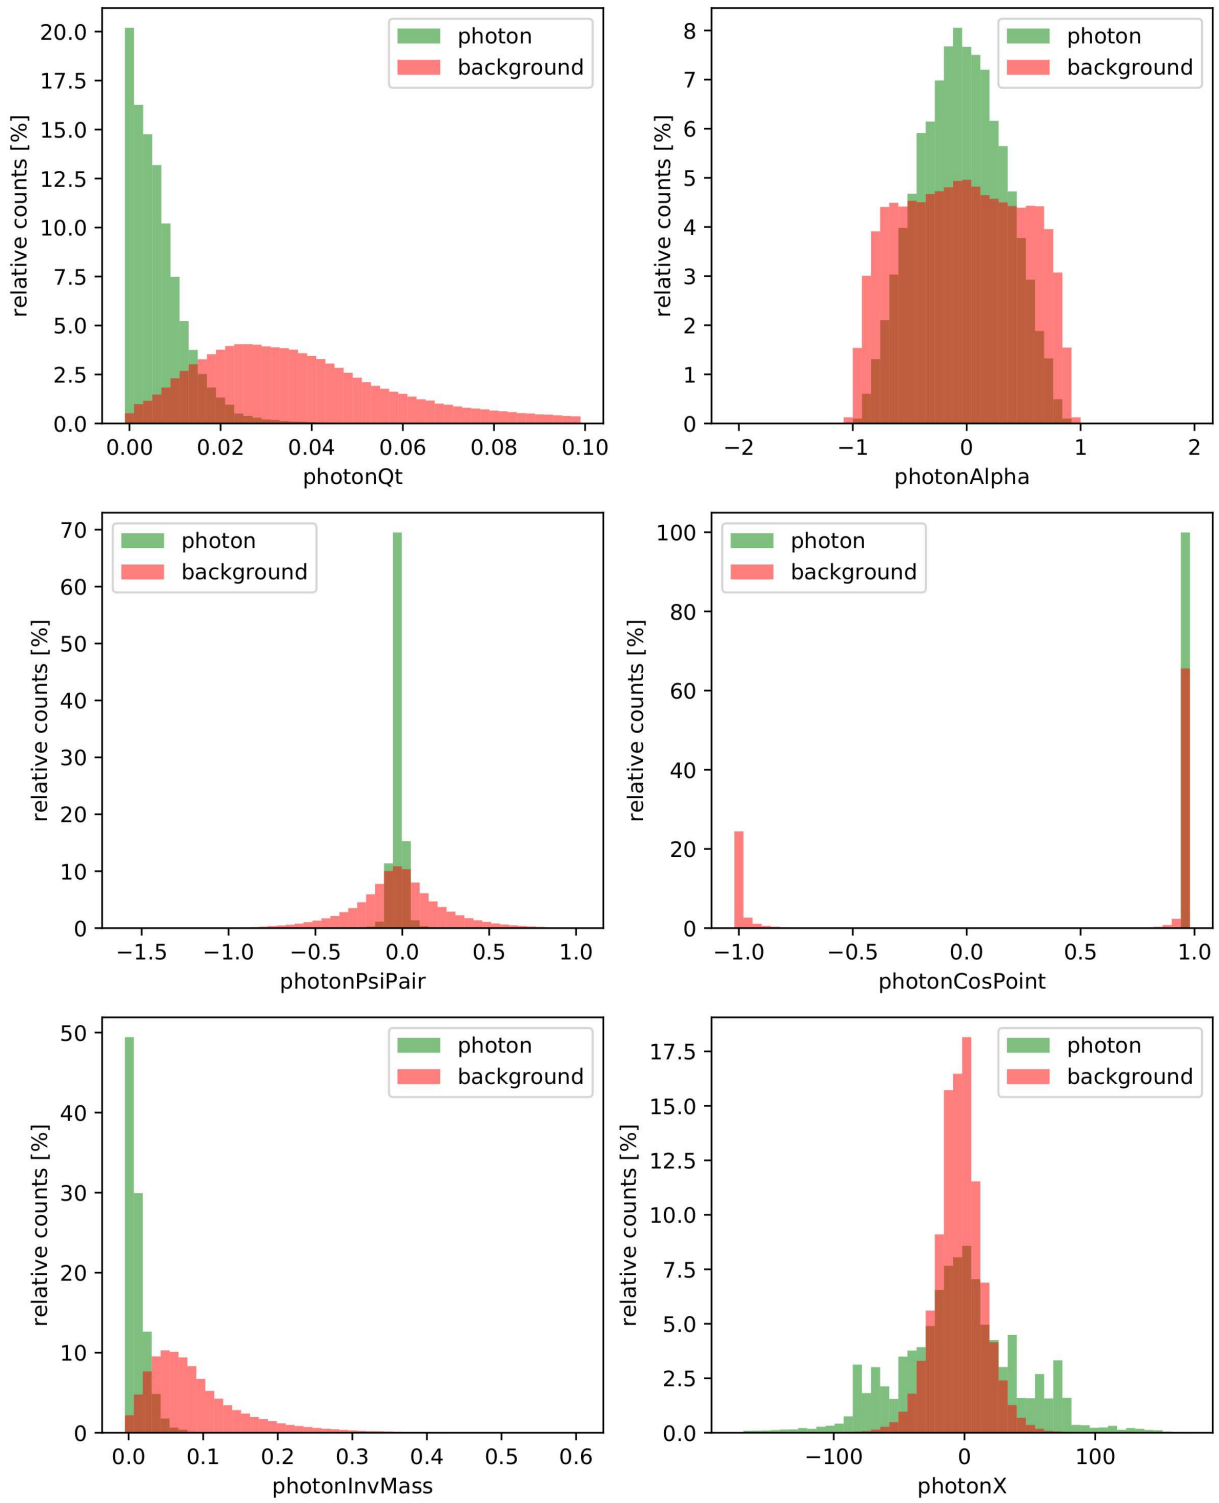 relative counts [%]
20.0
17.5
15.0
12.5
10.0
7.5
5.0
2.5
0.0
photon
background
0.00 0.02 0.04 0.06 0.08 0.10
photonQt
relative counts [%]
8
7
6
5
4
3
2
1
0
photon
background
−2 −1 0 1 2
photonAlpha
relative counts [%]
70
60
50
40
30
20
10
0
photon
background
−1.5 −1.0 −0.5 0.0 0.5 1.0
photonPsiPair
relative counts [%]
100
80
60
40
20
0
photon
background
−1.0 −0.5 0.0 0.5 1.0
photonCosPoint
relative counts [%]
50
40
30
20
10
0
photon
background
0.0 0.1 0.2 0.3 0.4 0.5 0.6
photonInvMass
relative counts [%]
17.5
15.0
12.5
10.0
7.5
5.0
2.5
0.0
photon
background
−100 0 100
photonX